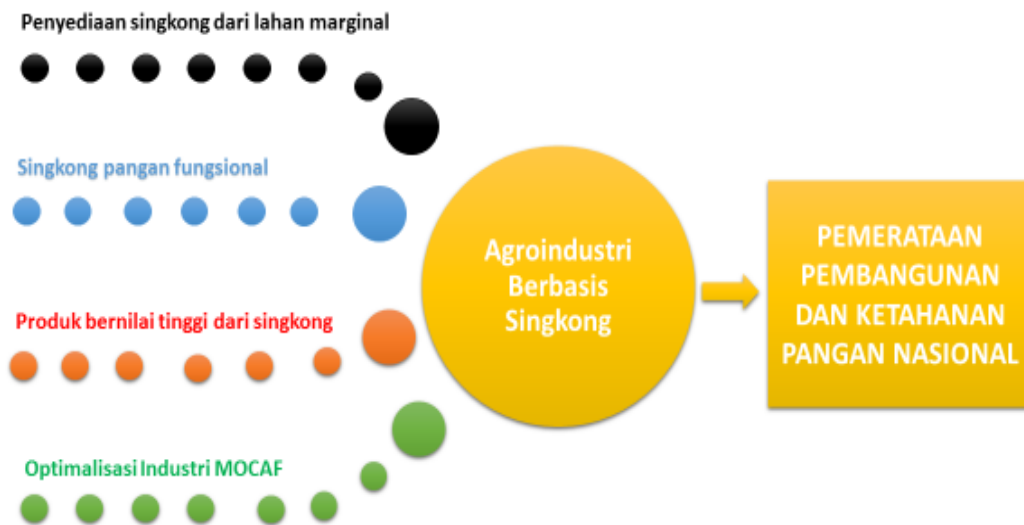 Penyediaan singkong dari lahan marginal
Singkong pangan fungsional
Produk bernilai tinggi dari singkong
Optimalisasi Industri MOCAF
Agroindustri
Berbasis
Singkong
PEMERATAAN
PEMBANGUNAN
DAN KETAHANAN
PANGAN NASIONAL